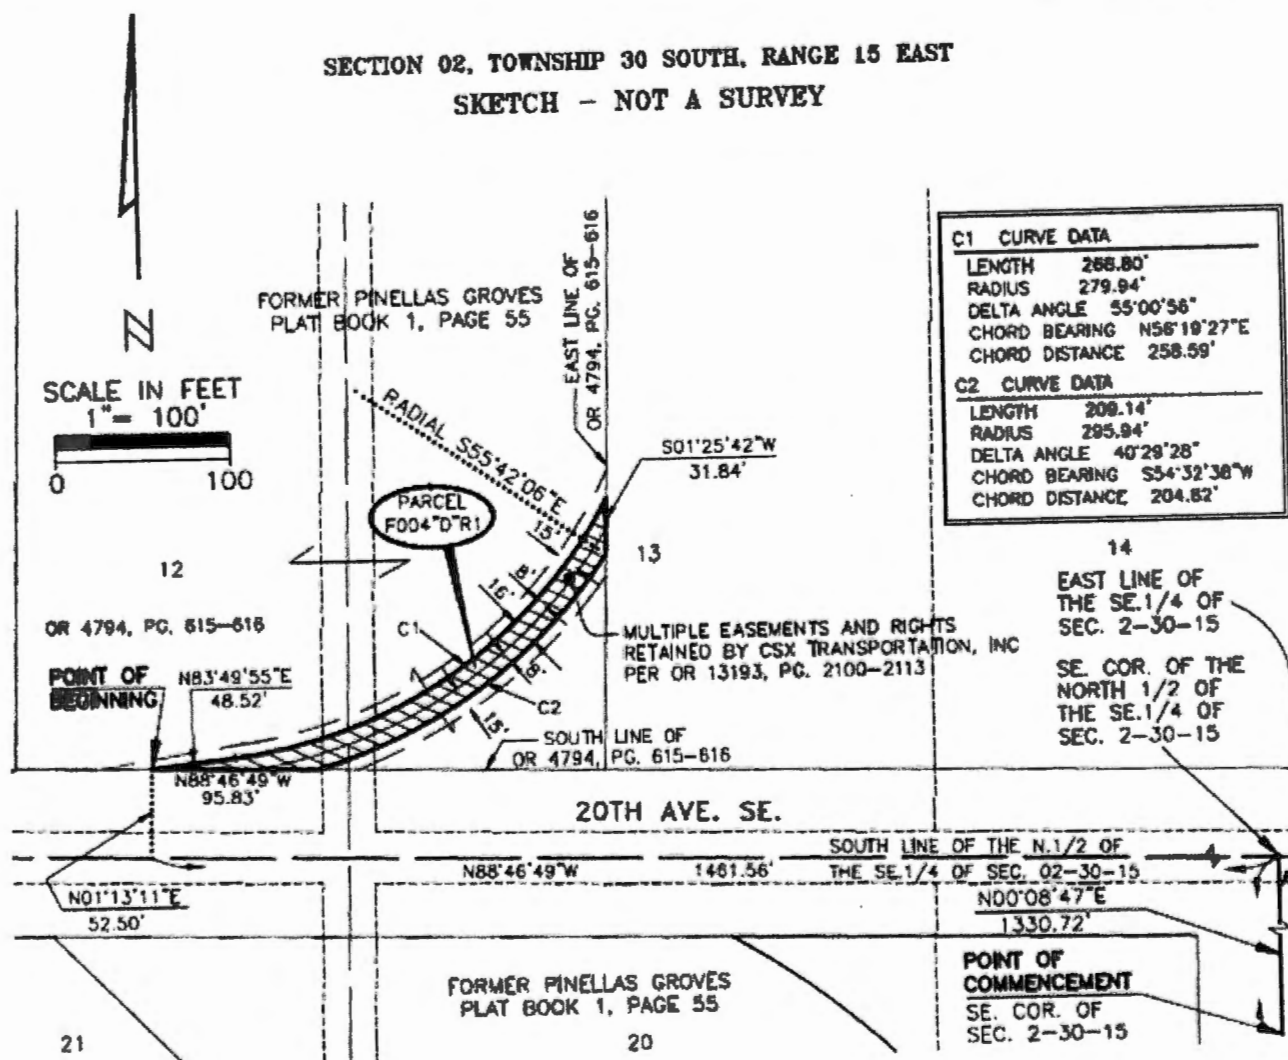 SECTION 02, TOWNSHIP 30 SOUTH, RANGE 15 EAST
SKETCH - NOT A SURVEY
N
SCALE IN FEET
1"= 100'
0 100
FORMER PINELLAS GROVES
PLAT BOOK 1, PAGE 55
EAST LINE OF
OR 4794, PG. 615-616
RADIAL S55°42'06"E
C1 CURVE DATA
LENGTH 268.80'
RADIUS 279.94'
DELTA ANGLE 55°00'56"
CHORD BEARING N56°19'27"E
CHORD DISTANCE 258.59'
C2 CURVE DATA
LENGTH 209.14'
RADIUS 295.94'
DELTA ANGLE 40°29'28"
CHORD BEARING S54°32'38"W
CHORD DISTANCE 204.82'
S01°25'42"W
31.84'
PARCEL
F004"D"R1
15'
8'
16'
12
13
14
OR 4794, PG. 615-616
C1
MULTIPLE EASEMENTS AND RIGHTS
RETAINED BY CSX TRANSPORTATION, INC
PER OR 13193, PG. 2100-2113
8'
C2
15'
POINT OF
BEGINNING
N83°49'55"E
48.52'
SOUTH LINE OF
OR 4794, PG. 615-616
N88°46'49"W
95.83'
EAST LINE OF
THE SE.1/4 OF
SEC. 2-30-15
SE. COR. OF THE
NORTH 1/2 OF
THE SE.1/4 OF
SEC. 2-30-15
20TH AVE. SE.
SOUTH LINE OF THE N.1/2 OF
THE SE.1/4 OF SEC. 02-30-15
N88°46'49"W 1461.56'
N01°13'11"E
52.50'
N00°08'47"E
1330.72'
POINT OF
COMMENCEMENT
SE. COR. OF
SEC. 2-30-15
FORMER PINELLAS GROVES
PLAT BOOK 1, PAGE 55
21
20